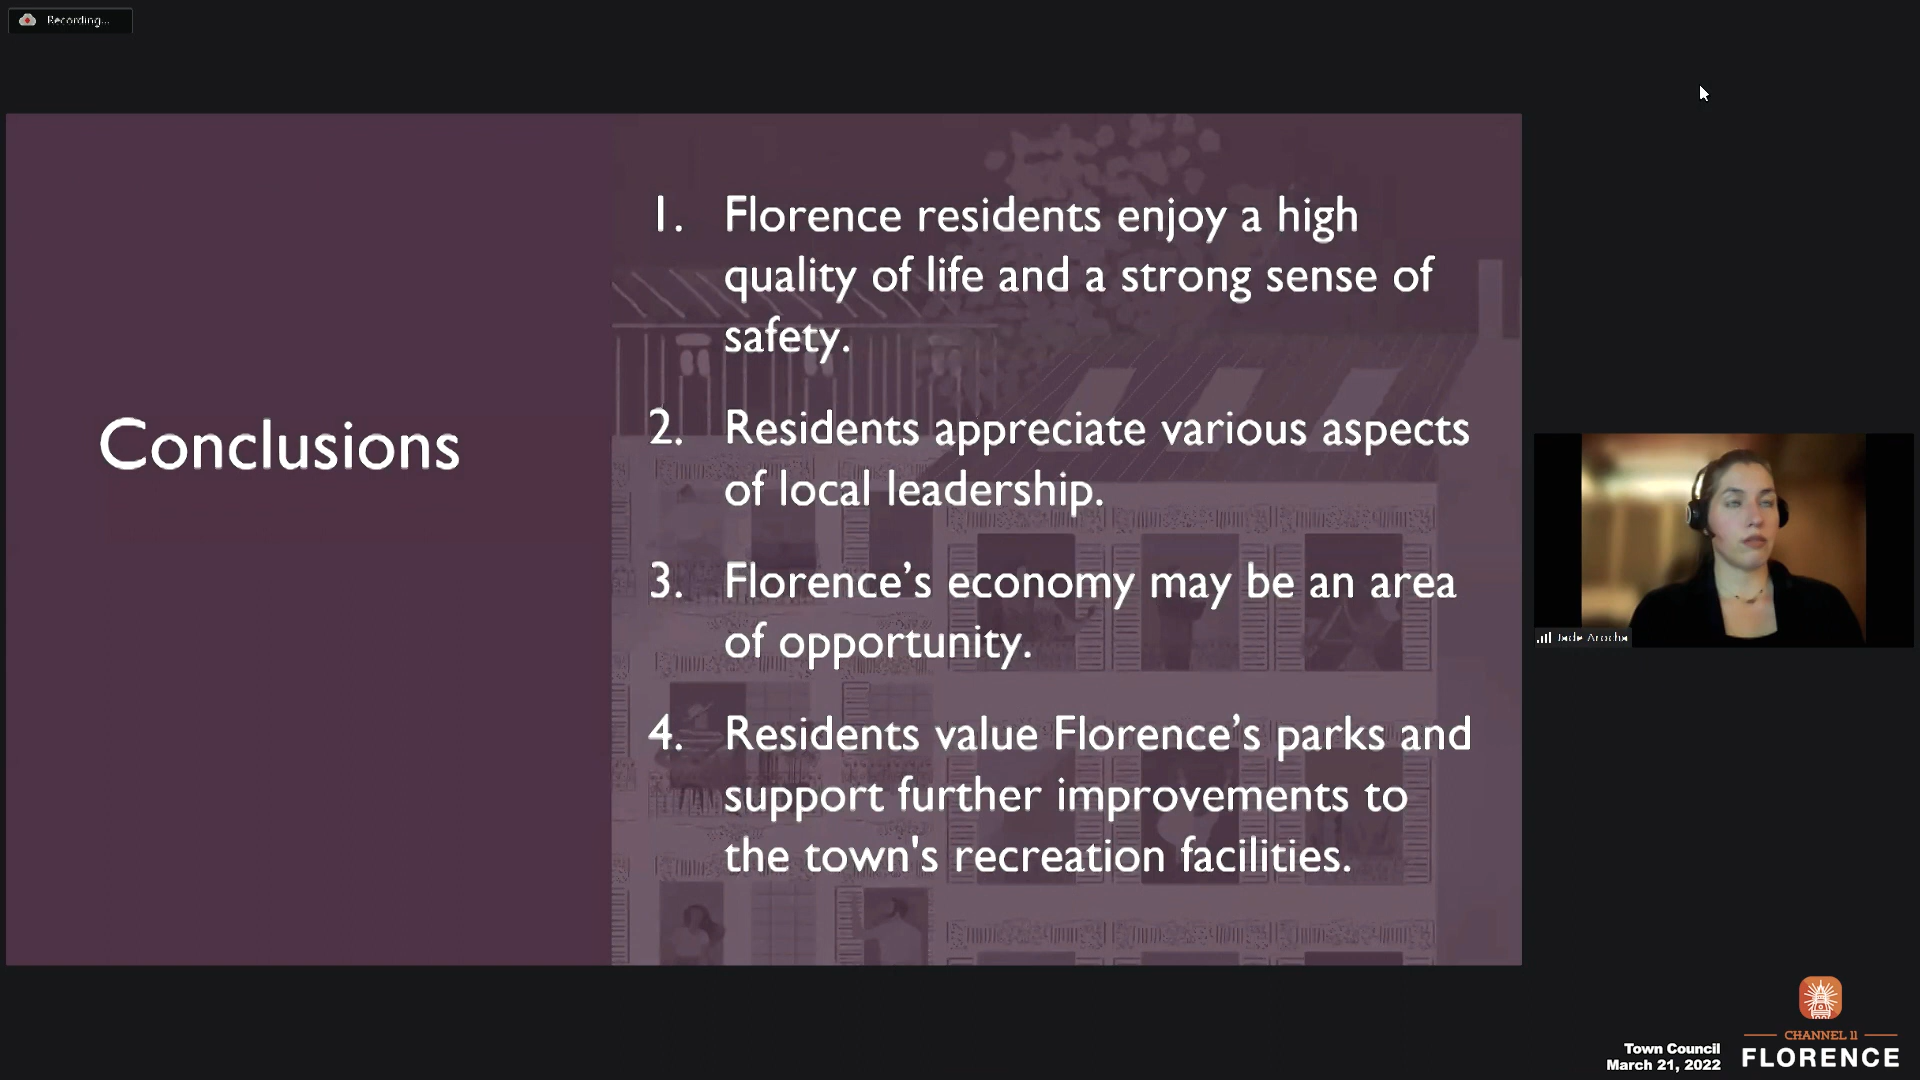 Recording...
Conclusions
1. Florence residents enjoy a high
quality of life and a strong sense of
safety.
2. Residents appreciate various aspects
of local leadership.
3. Florence’s economy may be an area
of opportunity.
4. Residents value Florence’s parks and
support further improvements to
the town's recreation facilities.
Jade Arocha
Town Council
March 21, 2022
CHANNEL 11
FLORENCE